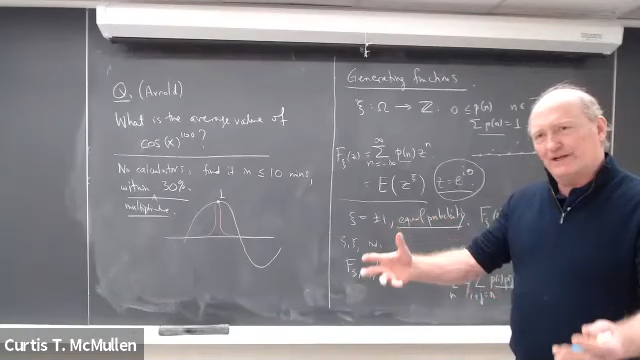 Q. (Arnold)
What is the average value of
cos(x)^100 ?
No calculators, find it in ≤ 10 mins,
within 30%.
multiplicative.
1
Generating functions.
ξ : Ω → ℤ. 0 ≤ p(n) n ∈
Σ p(n) = 1
F_ξ(z) = Σ_{n=-∞}^{∞} p(n) z^n
= E(z^ξ) z = e^{iθ}
ξ = ±1, equal probability.
Curtis T. McMullen